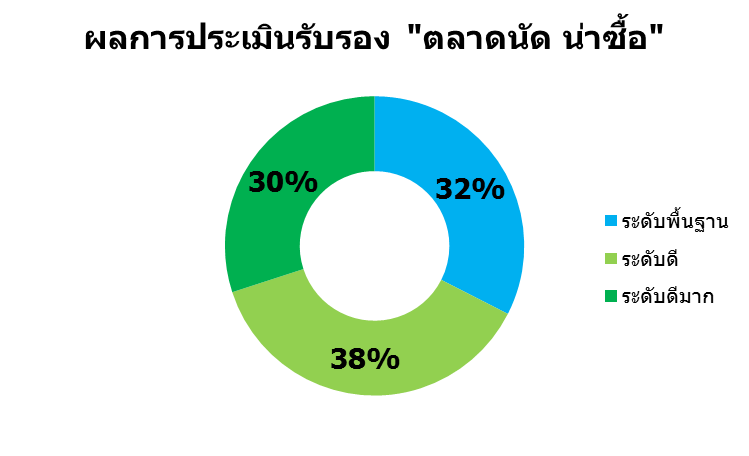 ผลการประเมินรับรอง "ตลาดนัด น่าซื้อ"
30%
32%
38%
ระดับพื้นฐาน
ระดับดี
ระดับดีมาก